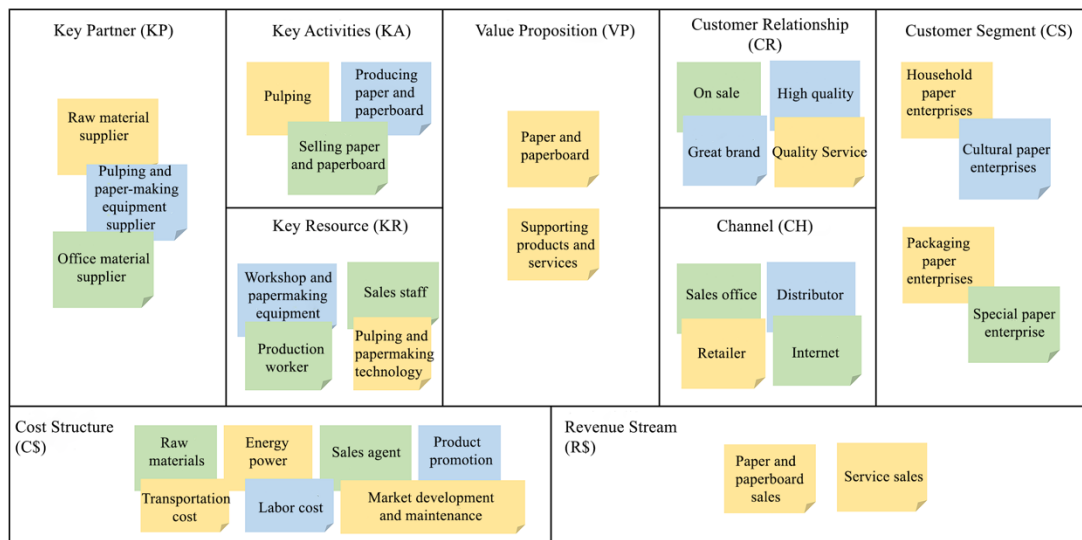 Key Partner (KP)
Raw material
supplier
Pulping and
paper-making
equipment
supplier
Office material
supplier
Key Activities (KA)
Pulping
Producing
paper and
paperboard
Selling paper
and paperboard
Key Resource (KR)
Workshop and
papermaking
equipment
Sales staff
Production
worker
Pulping and
papermaking
technology
Value Proposition (VP)
Paper and
paperboard
Supporting
products and
services
Customer Relationship
(CR)
On sale
High quality
Great brand
Quality Service
Channel (CH)
Sales office
Distributor
Retailer
Internet
Customer Segment (CS)
Household
paper
enterprises
Cultural paper
enterprises
Packaging
paper
enterprises
Special paper
enterprise
Cost Structure
(C$)
Raw
materials
Energy
power
Sales agent
Product
promotion
Transportation
cost
Labor cost
Market development
and maintenance
Revenue Stream
(R$)
Paper and
paperboard
sales
Service sales